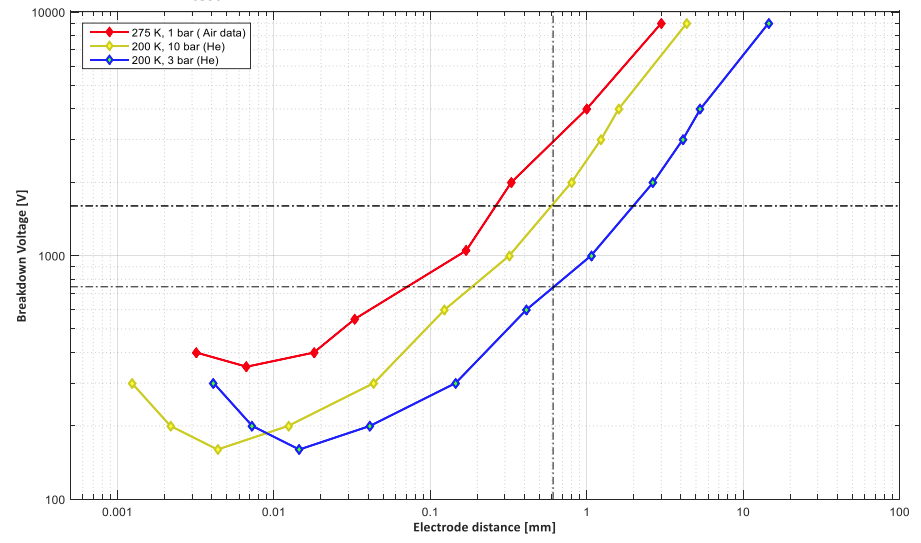 10000
275 K, 1 bar ( Air data)
200 K, 10 bar (He)
200 K, 3 bar (He)
1000
100
Breakdown Voltage [V]
0.001 0.01 0.1 1 10 100
Electrode distance [mm]